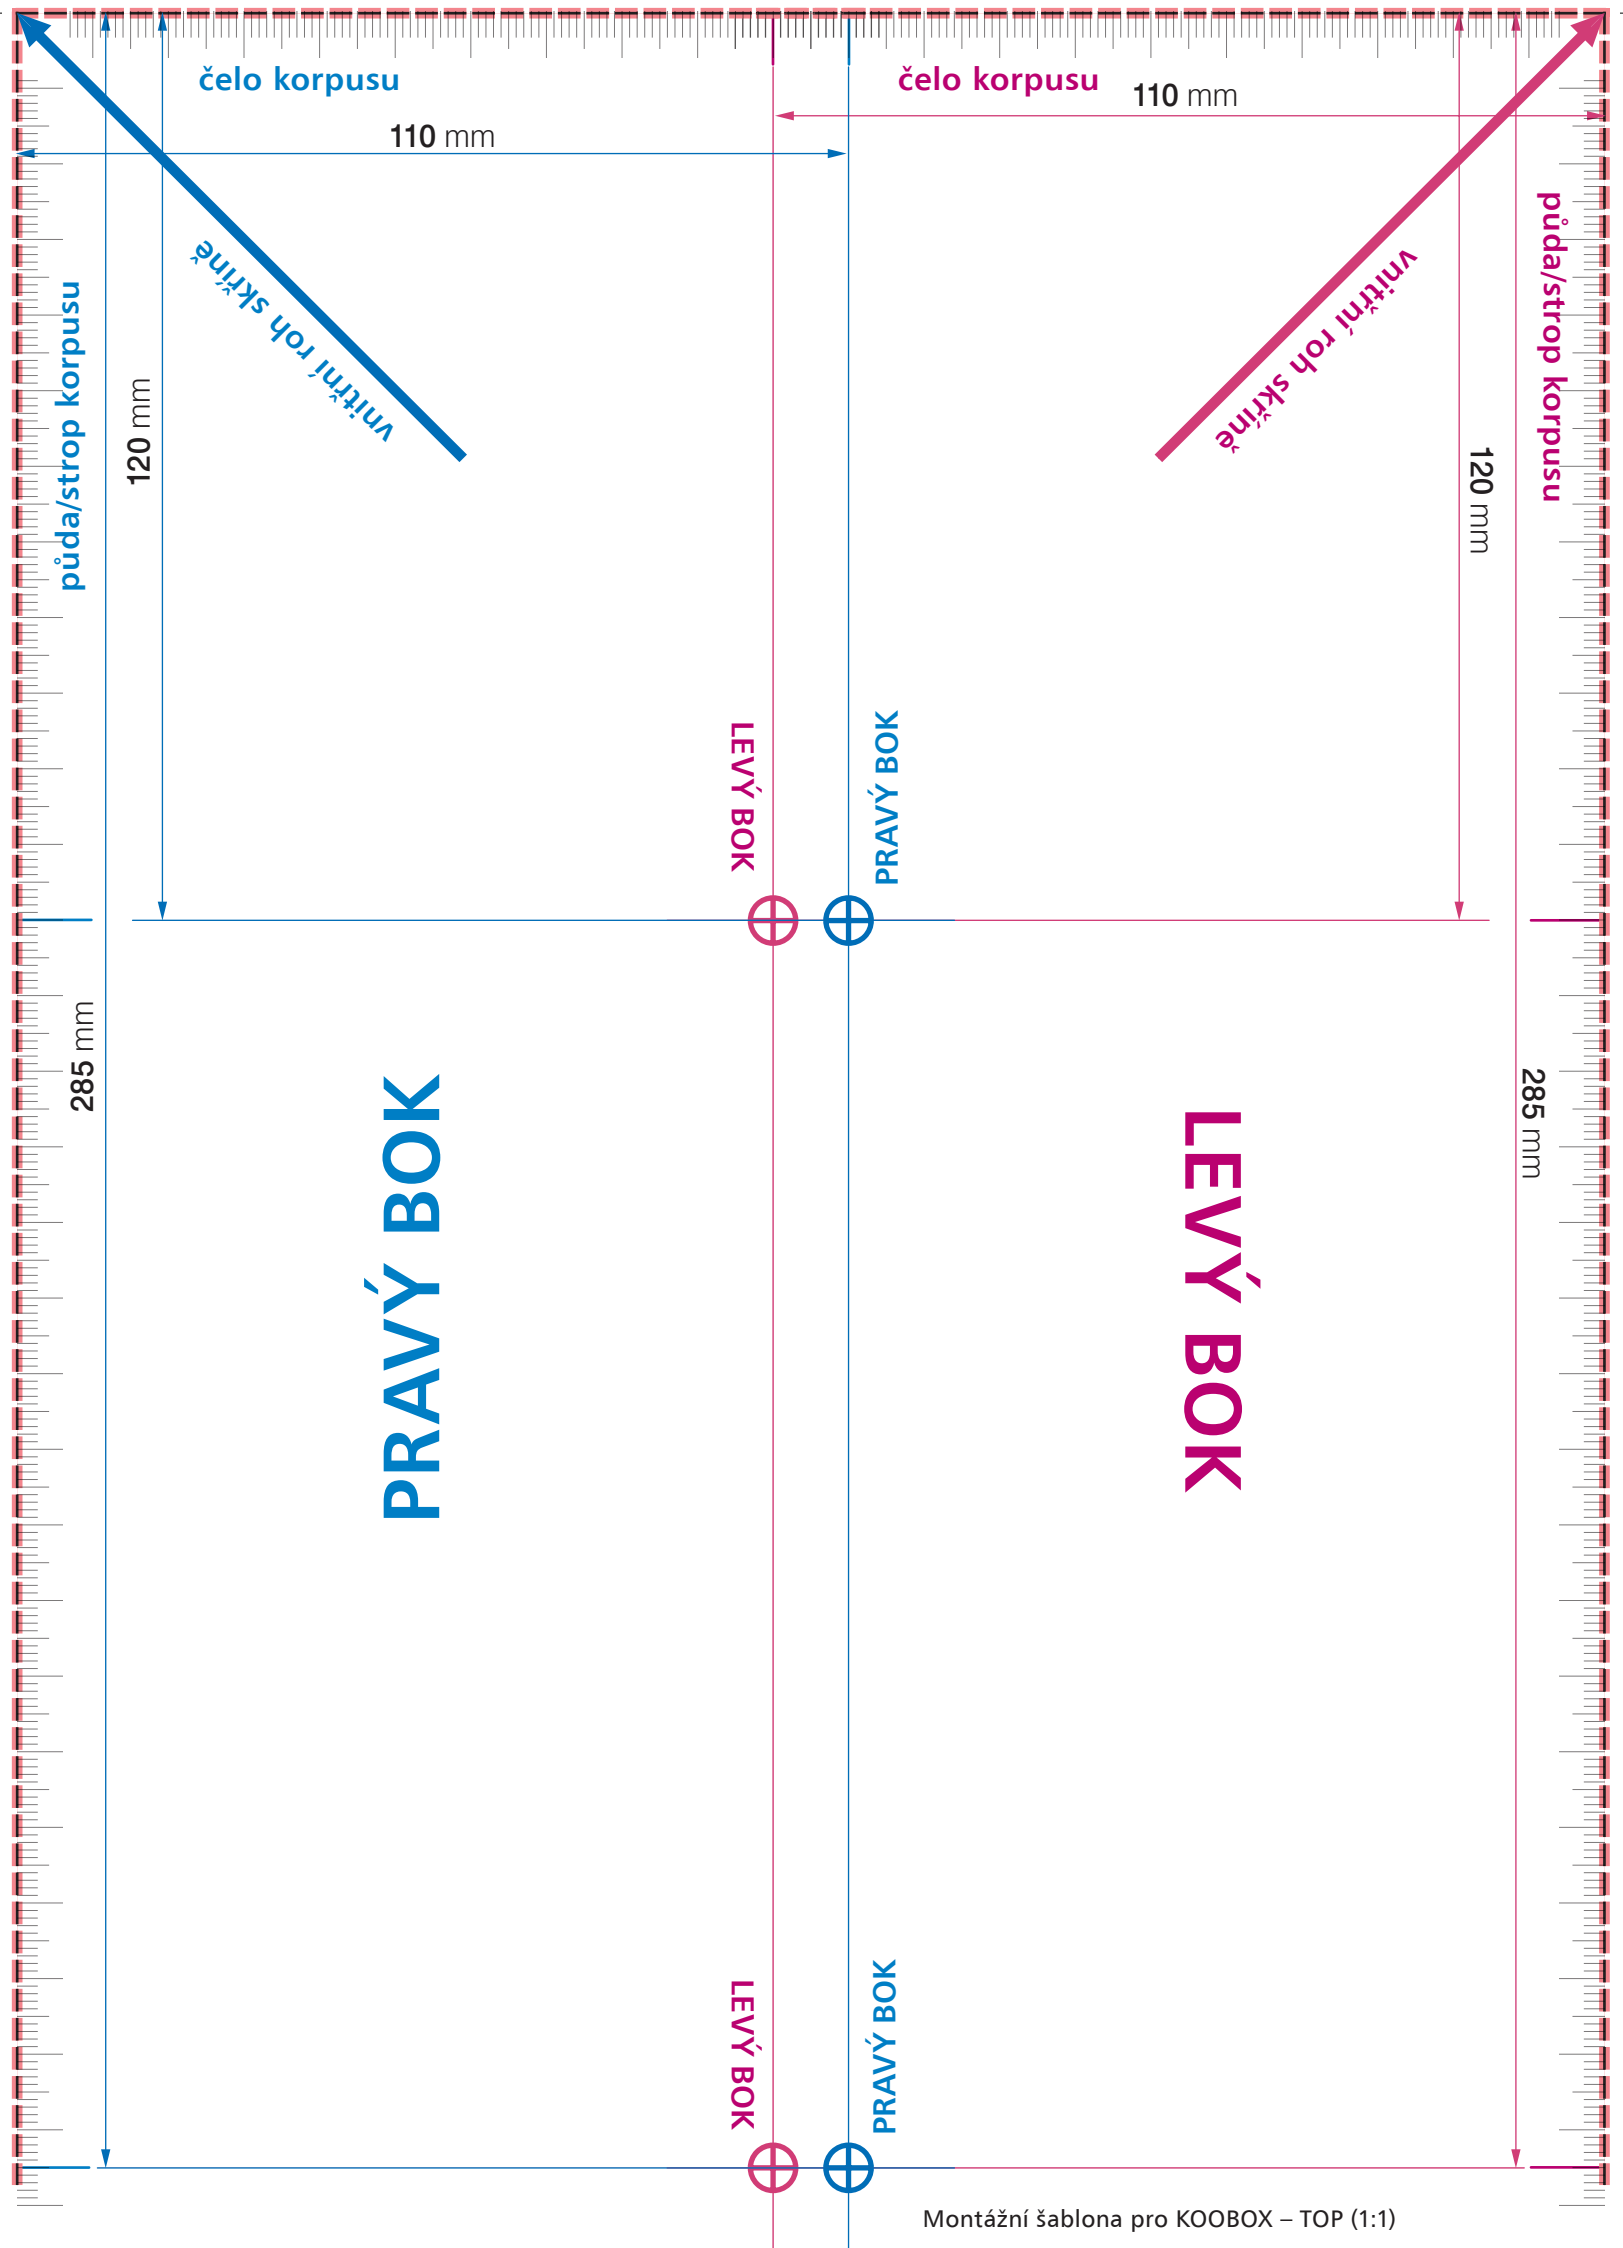 čelo korpusu
čelo korpusu
110 mm
110 mm
vnitřní roh skříně
vnitřní roh skříně
půda/strop korpusu
půda/strop korpusu
120 mm
120 mm
LEVÝ BOK
PRAVÝ BOK
285 mm
285 mm
PRAVÝ BOK
LEVÝ BOK
LEVÝ BOK
PRAVÝ BOK
Montážní šablona pro KOOBOX – TOP (1:1)